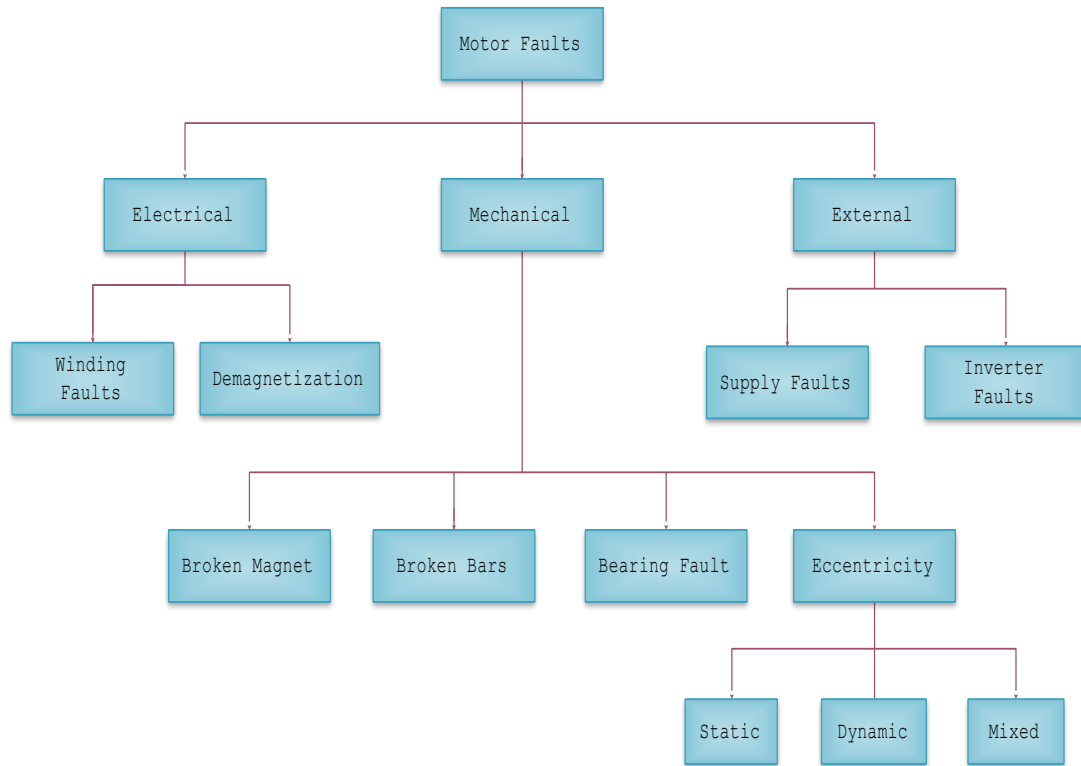 Motor Faults
Electrical
Mechanical
External
Winding
Faults
Demagnetization
Supply Faults
Inverter
Faults
Broken Magnet
Broken Bars
Bearing Fault
Eccentricity
Static
Dynamic
Mixed